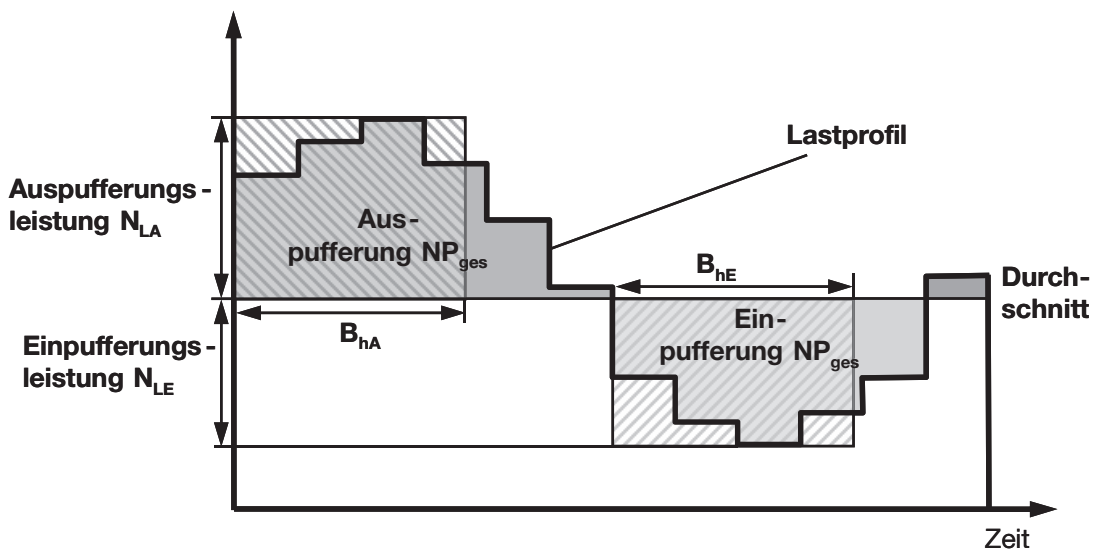 Lastprofil
Auspufferungs-
leistung N_LA
Aus-
pufferung NP_ges
B_hE
Durch-
schnitt
B_hA
Ein-
pufferung NP_ges
Einpufferungs-
leistung N_LE
Zeit